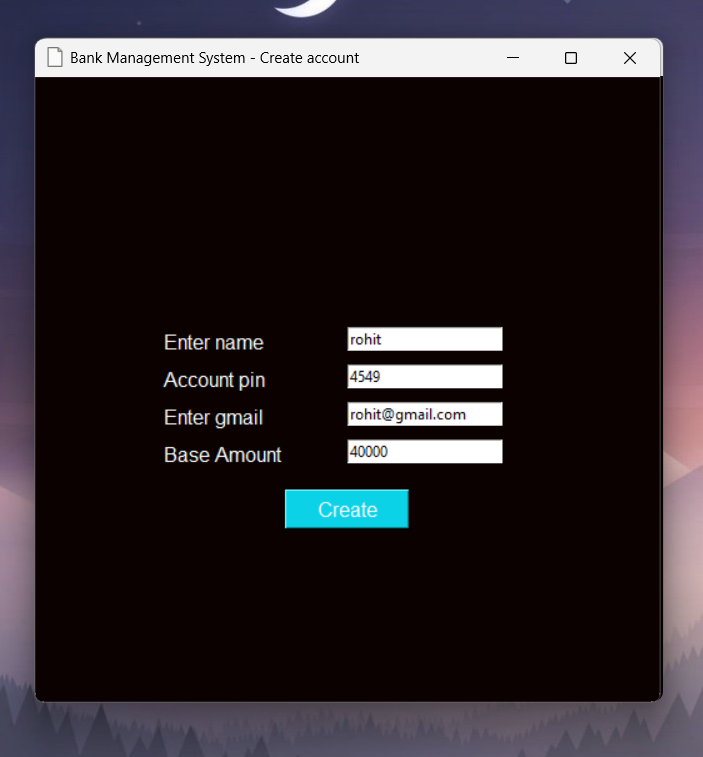 Bank Management System - Create account
Enter name rohit
Account pin 4549
Enter gmail rohit@gmail.com
Base Amount 40000
Create